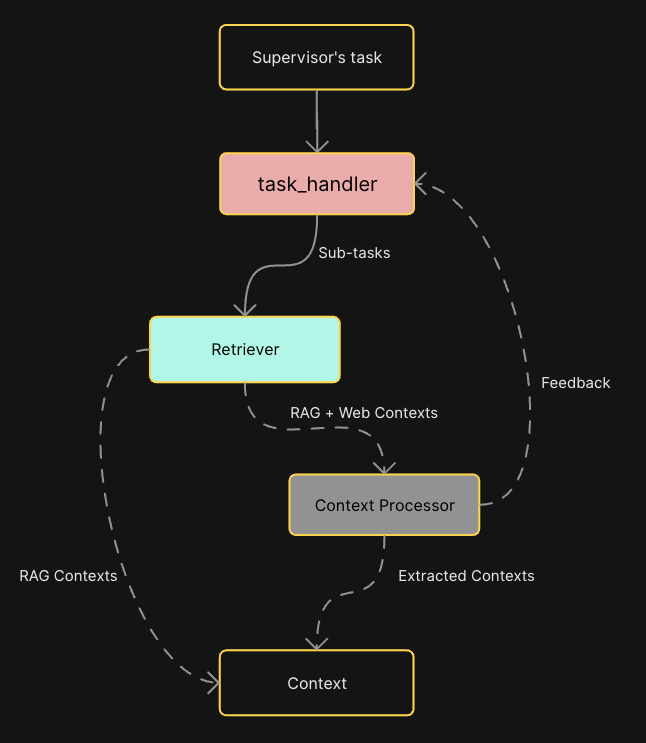 Supervisor's task
task_handler
Sub-tasks
Retriever
Feedback
RAG + Web Contexts
Context Processor
RAG Contexts
Extracted Contexts
Context